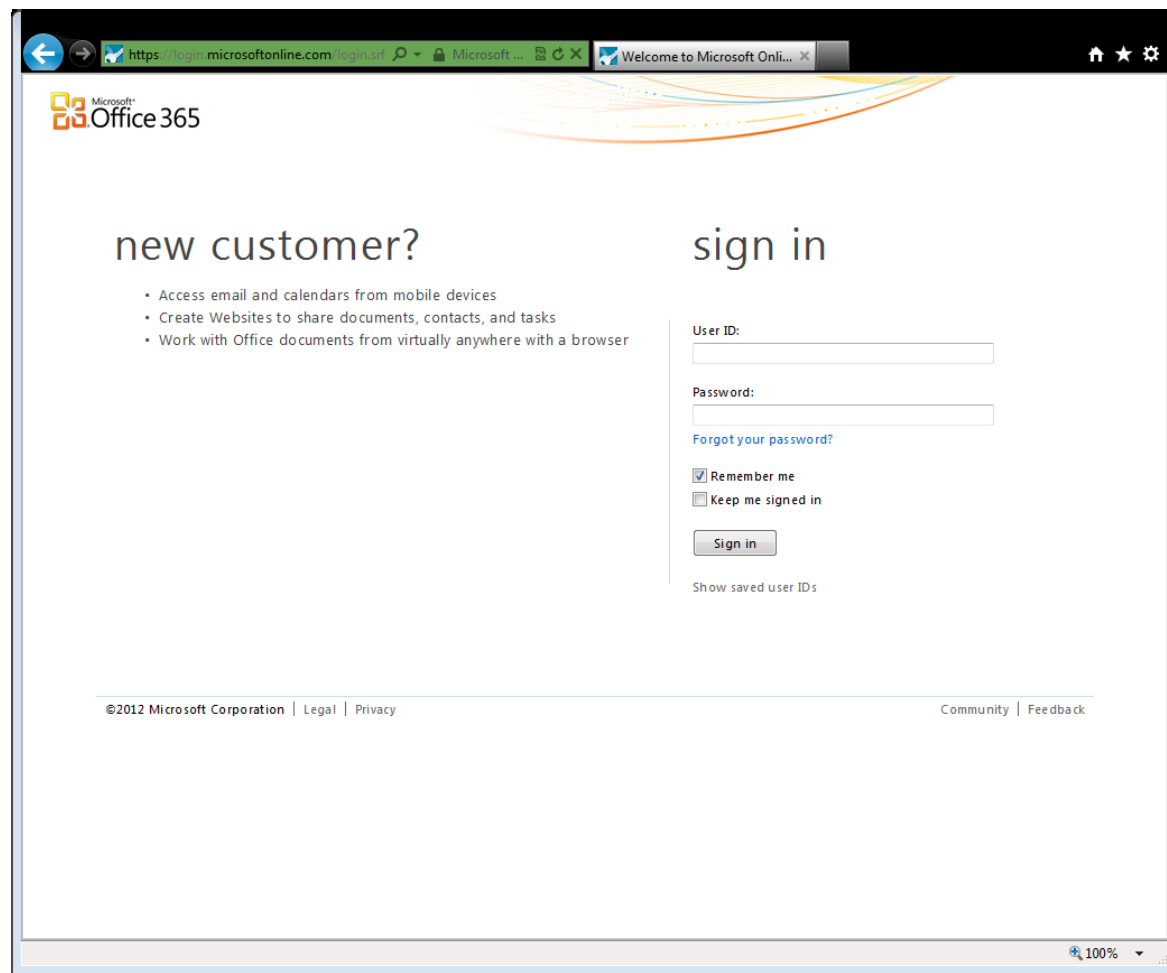 https://login.microsoftonline.com/login.srf Microsoft ... Welcome to Microsoft Onli...
Microsoft®
Office 365
new customer?
• Access email and calendars from mobile devices
• Create Websites to share documents, contacts, and tasks
• Work with Office documents from virtually anywhere with a browser
sign in
User ID:
Password:
Forgot your password?
Remember me
Keep me signed in
Sign in
Show saved user IDs
©2012 Microsoft Corporation | Legal | Privacy
Community | Feedback
100%